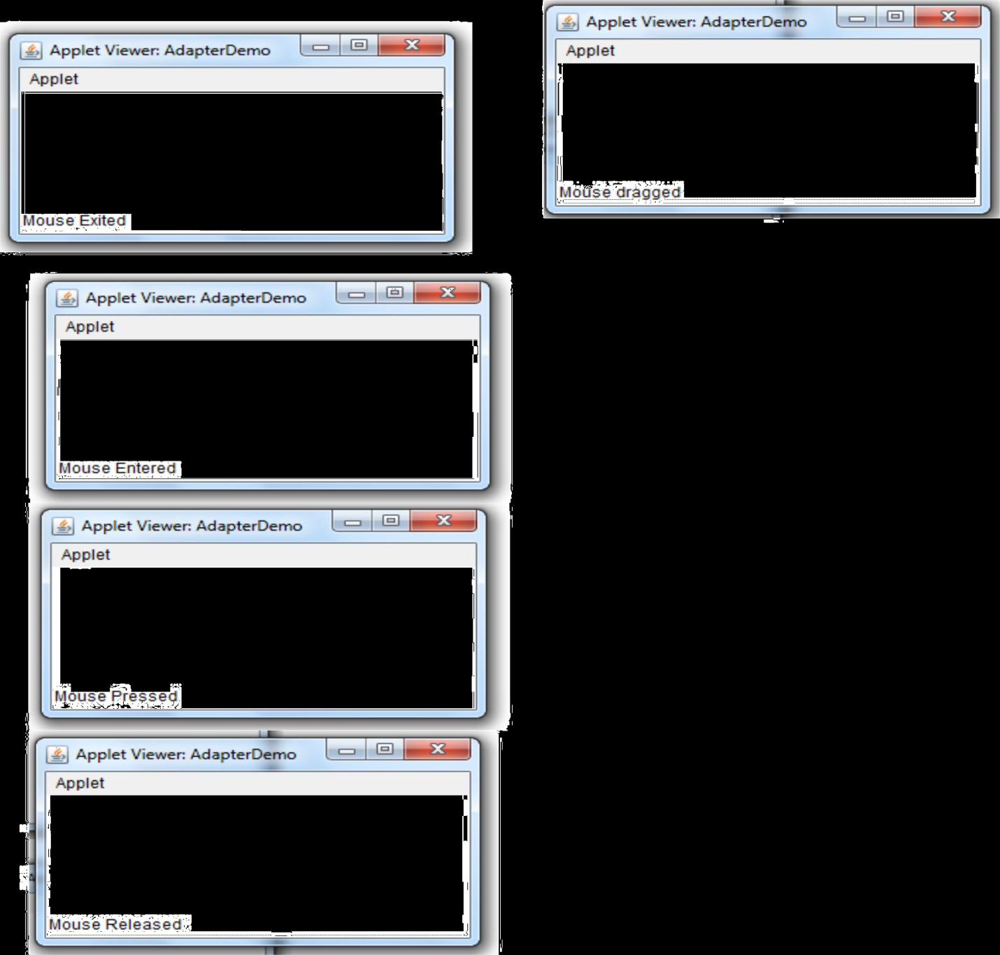 Applet Viewer: AdapterDemo
Applet
Mouse Exited
Applet Viewer: AdapterDemo
Applet
Mouse dragged
Applet Viewer: AdapterDemo
Applet
Mouse Entered
Applet Viewer: AdapterDemo
Applet
Mouse Pressed
Applet Viewer: AdapterDemo
Applet
Mouse Released